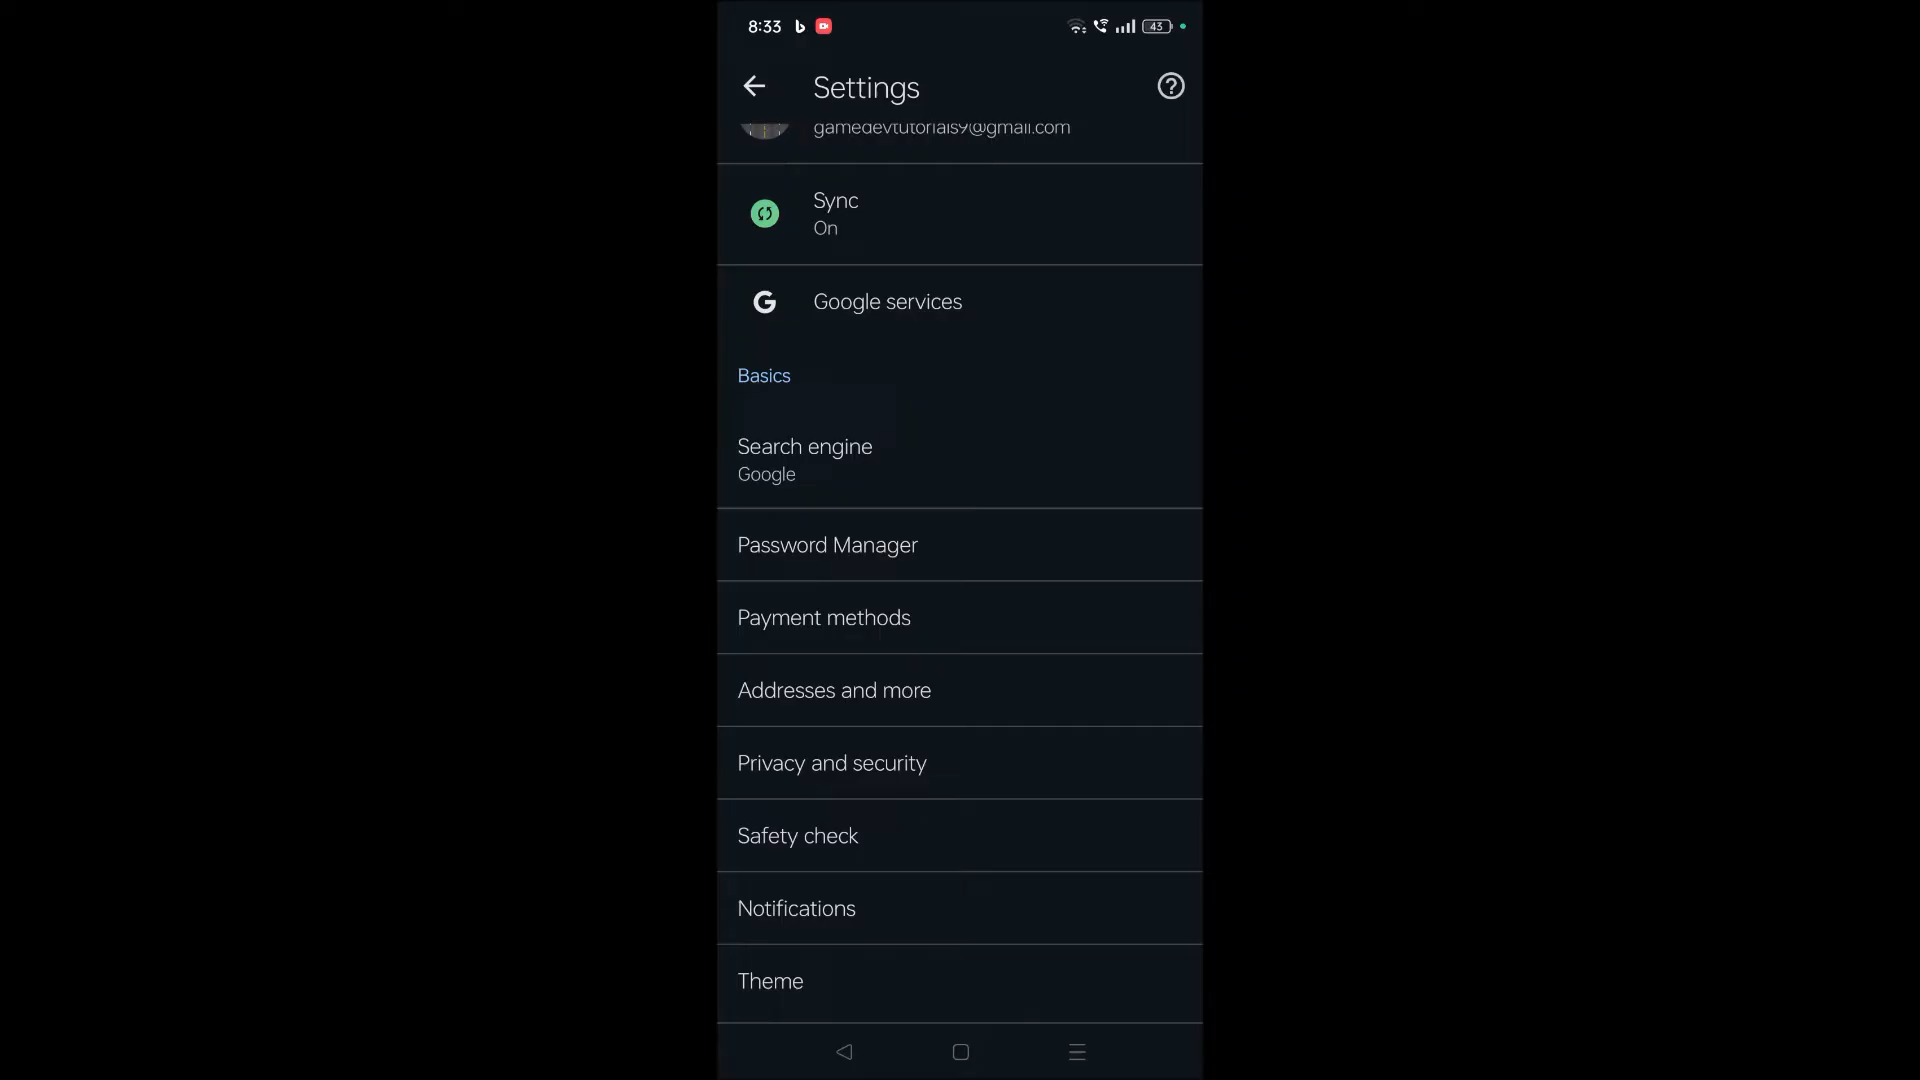 8:33
43
Settings
gamedevtutorials9@gmail.com
Sync
On
Google services
Basics
Search engine
Google
Password Manager
Payment methods
Addresses and more
Privacy and security
Safety check
Notifications
Theme